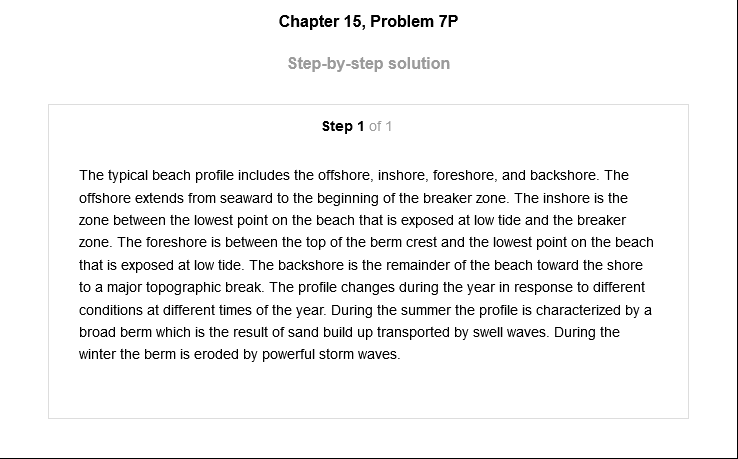 Chapter 15, Problem 7P
Step-by-step solution
Step 1 of 1
The typical beach profile includes the offshore, inshore, foreshore, and backshore. The
offshore extends from seaward to the beginning of the breaker zone. The inshore is the
zone between the lowest point on the beach that is exposed at low tide and the breaker
zone. The foreshore is between the top of the berm crest and the lowest point on the beach
that is exposed at low tide. The backshore is the remainder of the beach toward the shore
to a major topographic break. The profile changes during the year in response to different
conditions at different times of the year. During the summer the profile is characterized by a
broad berm which is the result of sand build up transported by swell waves. During the
winter the berm is eroded by powerful storm waves.